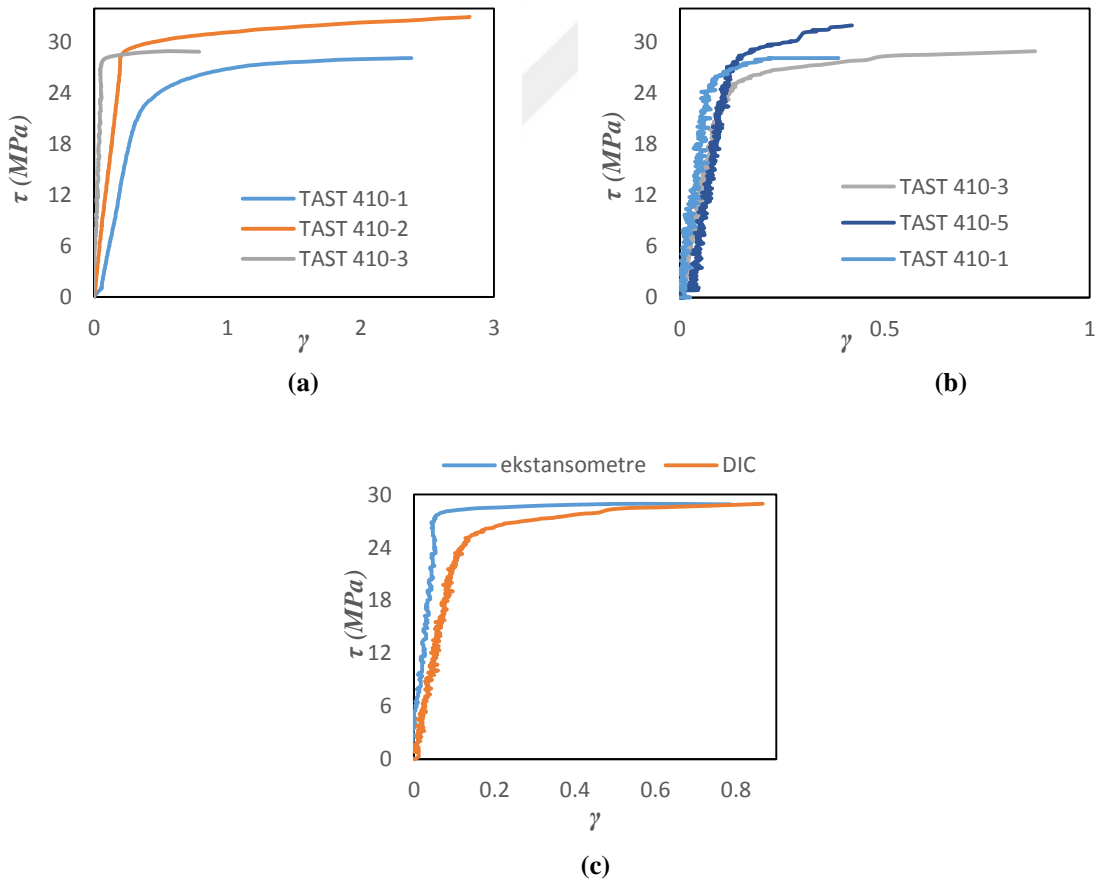 30
24
18
12
6
0
τ (MPa)
TAST 410-1
TAST 410-2
TAST 410-3
0 1 2 3
γ
(a)
30
24
18
12
6
0
τ (MPa)
TAST 410-3
TAST 410-5
TAST 410-1
0 0.5 1
γ
(b)
ekstansometre DIC
30
24
18
12
6
0
τ (MPa)
0 0.2 0.4 0.6 0.8
γ
(c)